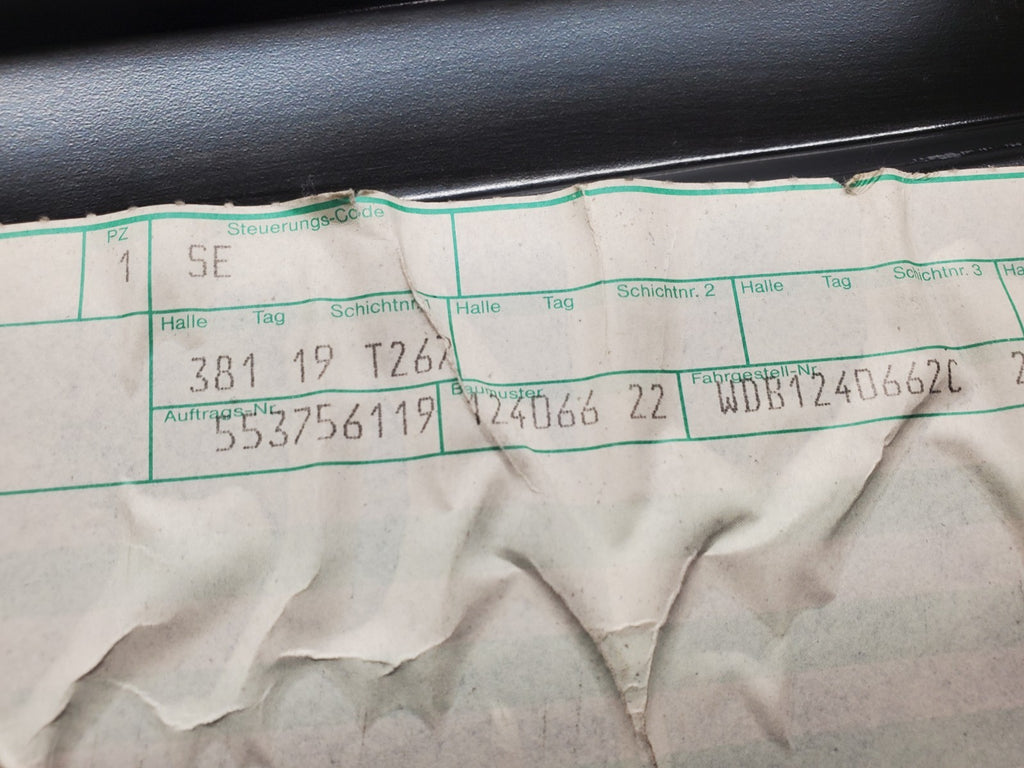 PZ Steuerungs-Code
1 SE
Halle Tag Schichtnr. 1 Halle Tag Schichtnr. 2 Halle Tag Schichtnr. 3
381 19 T267
Auftrags-Nr. Baumuster Fahrgestell-Nr.
553756119 124066 22 WDB1240662C 2